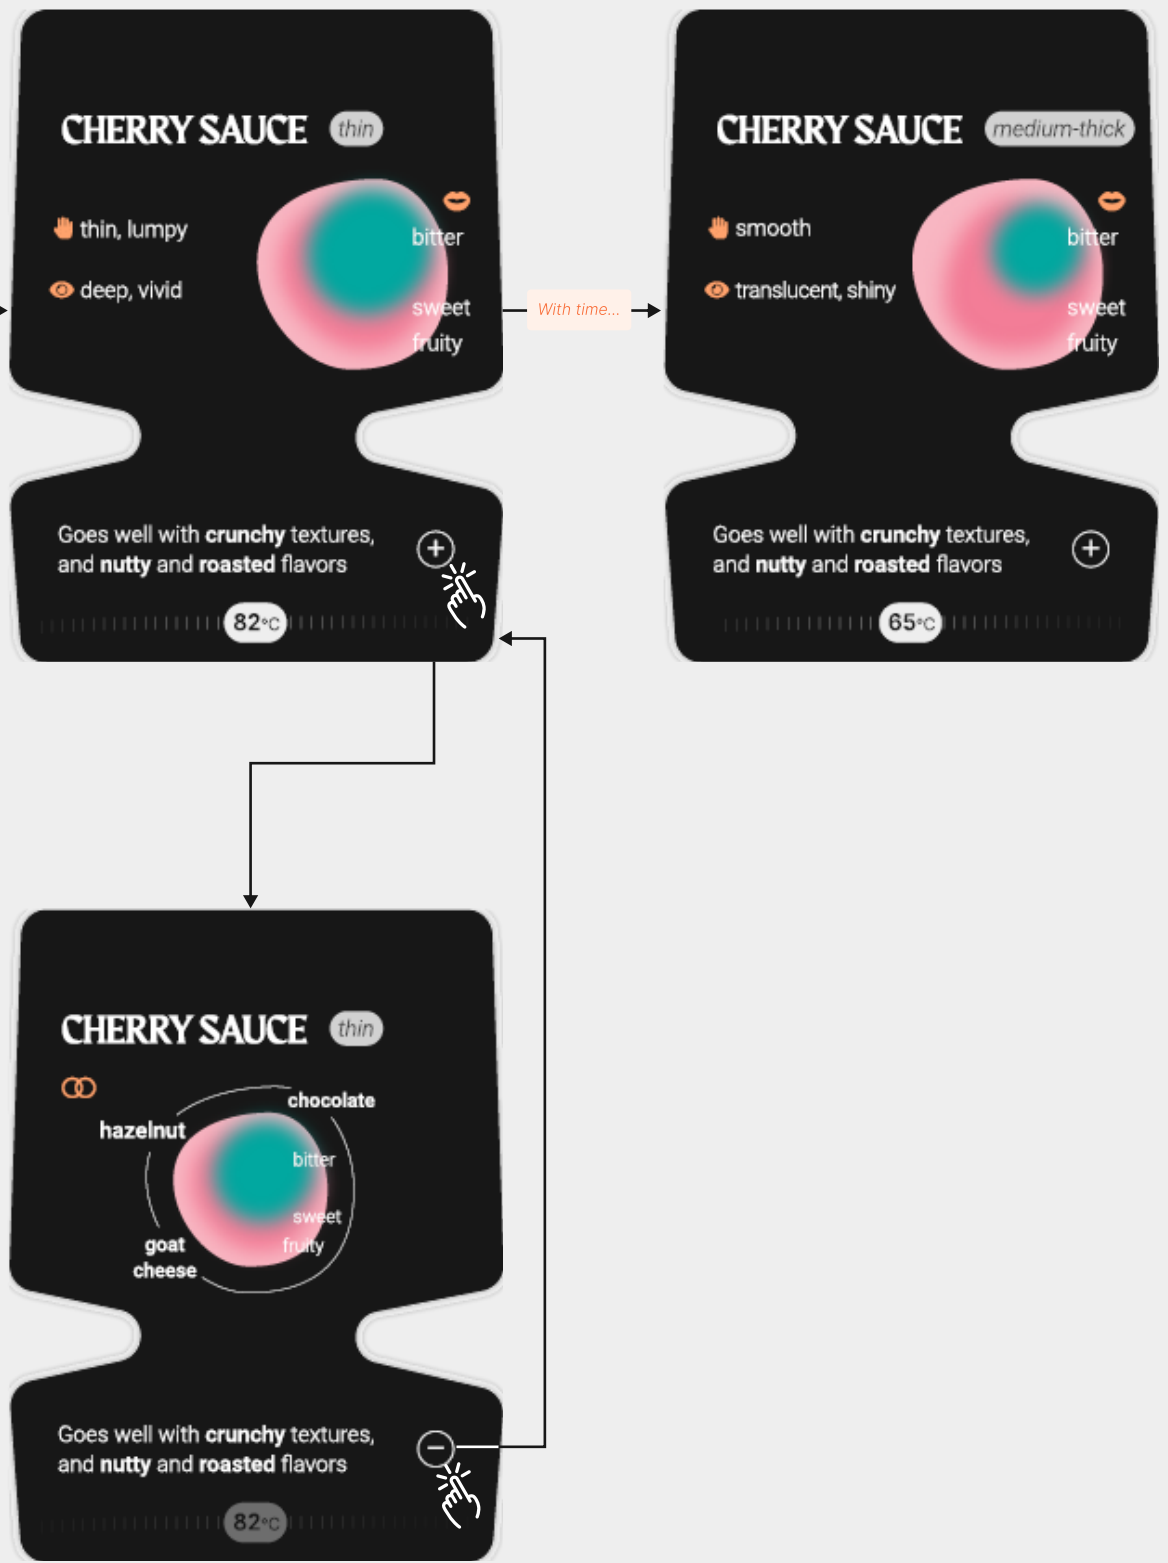 CHERRY SAUCE thin
thin, lumpy
deep, vivid
bitter
sweet
fruity
Goes well with crunchy textures,
and nutty and roasted flavors
82°C
With time...
CHERRY SAUCE medium-thick
smooth
translucent, shiny
bitter
sweet
fruity
Goes well with crunchy textures,
and nutty and roasted flavors
65°C
CHERRY SAUCE thin
chocolate
hazelnut
bitter
sweet
fruity
goat
cheese
Goes well with crunchy textures,
and nutty and roasted flavors
82°C